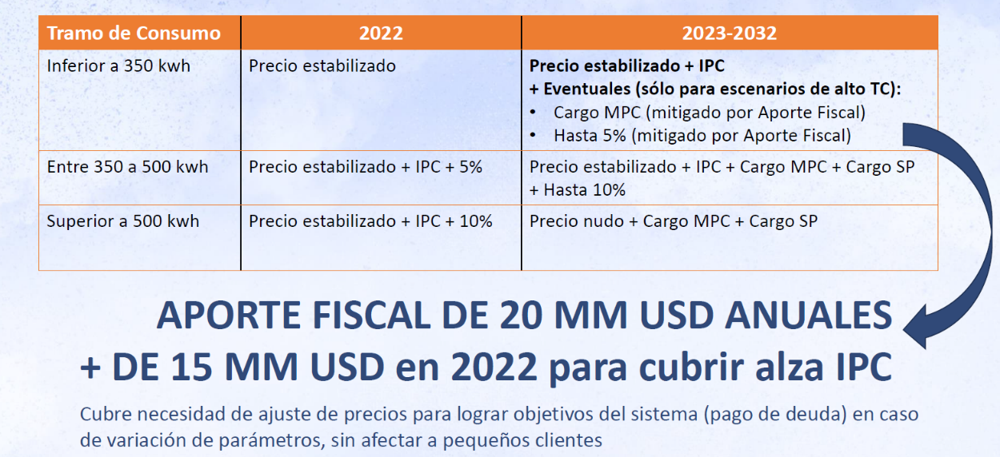 Tramo de Consumo 2022 2023-2032
Inferior a 350 kwh Precio estabilizado Precio estabilizado + IPC
+ Eventuales (sólo para escenarios de alto TC):
• Cargo MPC (mitigado por Aporte Fiscal)
• Hasta 5% (mitigado por Aporte Fiscal)
Entre 350 a 500 kwh Precio estabilizado + IPC + 5% Precio estabilizado + IPC + Cargo MPC + Cargo SP
+ Hasta 10%
Superior a 500 kwh Precio estabilizado + IPC + 10% Precio nudo + Cargo MPC + Cargo SP
APORTE FISCAL DE 20 MM USD ANUALES
+ DE 15 MM USD en 2022 para cubrir alza IPC
Cubre necesidad de ajuste de precios para lograr objetivos del sistema (pago de deuda) en caso
de variación de parámetros, sin afectar a pequeños clientes